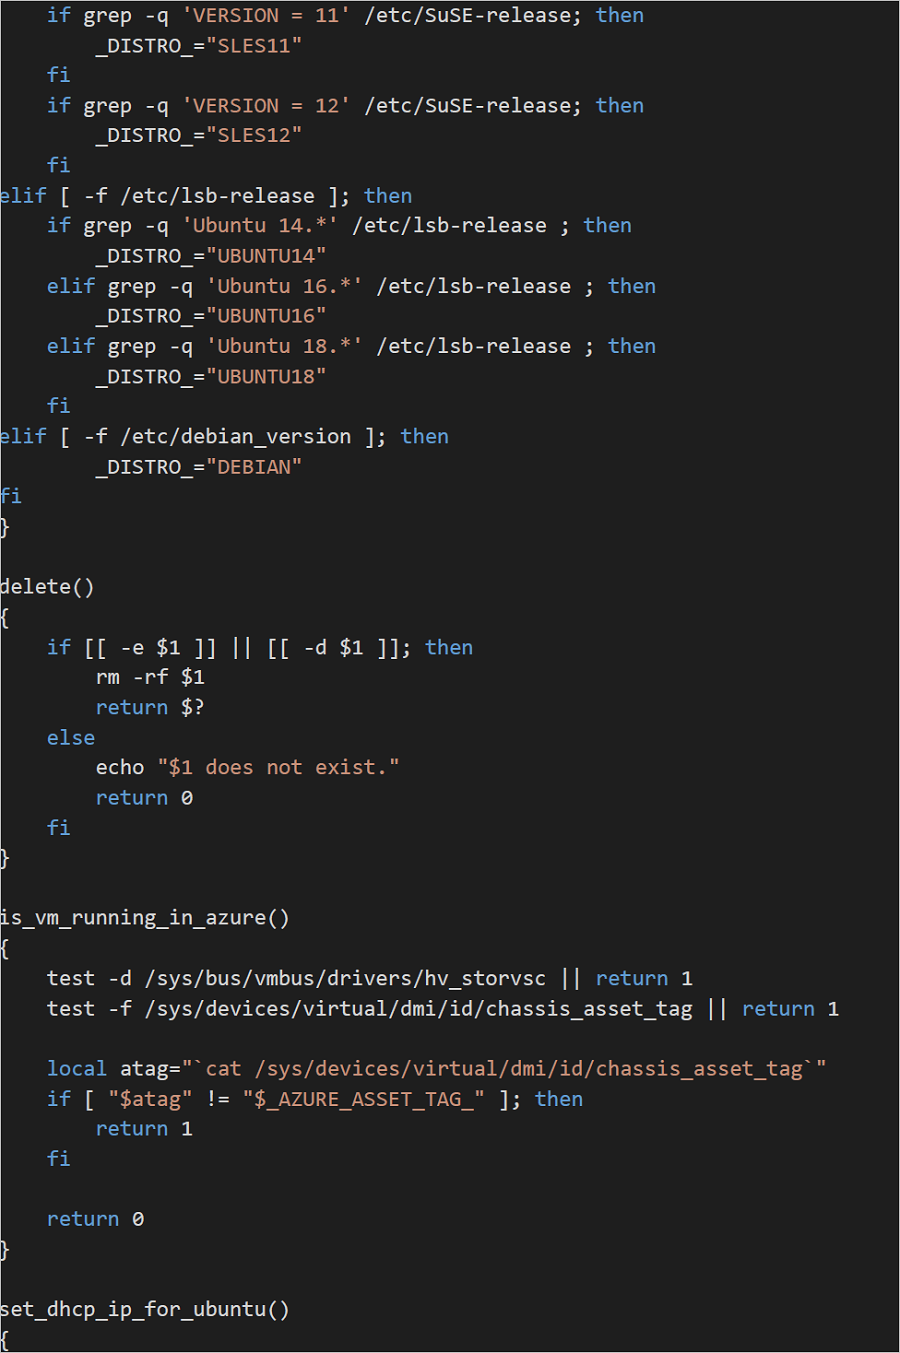 if grep -q 'VERSION = 11' /etc/SuSE-release; then
        _DISTRO_="SLES11"
    fi
    if grep -q 'VERSION = 12' /etc/SuSE-release; then
        _DISTRO_="SLES12"
    fi
elif [ -f /etc/lsb-release ]; then
    if grep -q 'Ubuntu 14.*' /etc/lsb-release ; then
        _DISTRO_="UBUNTU14"
    elif grep -q 'Ubuntu 16.*' /etc/lsb-release ; then
        _DISTRO_="UBUNTU16"
    elif grep -q 'Ubuntu 18.*' /etc/lsb-release ; then
        _DISTRO_="UBUNTU18"
    fi
elif [ -f /etc/debian_version ]; then
        _DISTRO_="DEBIAN"
fi
}

delete()
{
    if [[ -e $1 ]] || [[ -d $1 ]]; then
        rm -rf $1
        return $?
    else
        echo "$1 does not exist."
        return 0
    fi
}

is_vm_running_in_azure()
{
    test -d /sys/bus/vmbus/drivers/hv_storvsc || return 1
    test -f /sys/devices/virtual/dmi/id/chassis_asset_tag || return 1

    local atag="`cat /sys/devices/virtual/dmi/id/chassis_asset_tag`"
    if [ "$atag" != "$_AZURE_ASSET_TAG_" ]; then
        return 1
    fi

    return 0
}

set_dhcp_ip_for_ubuntu()
{